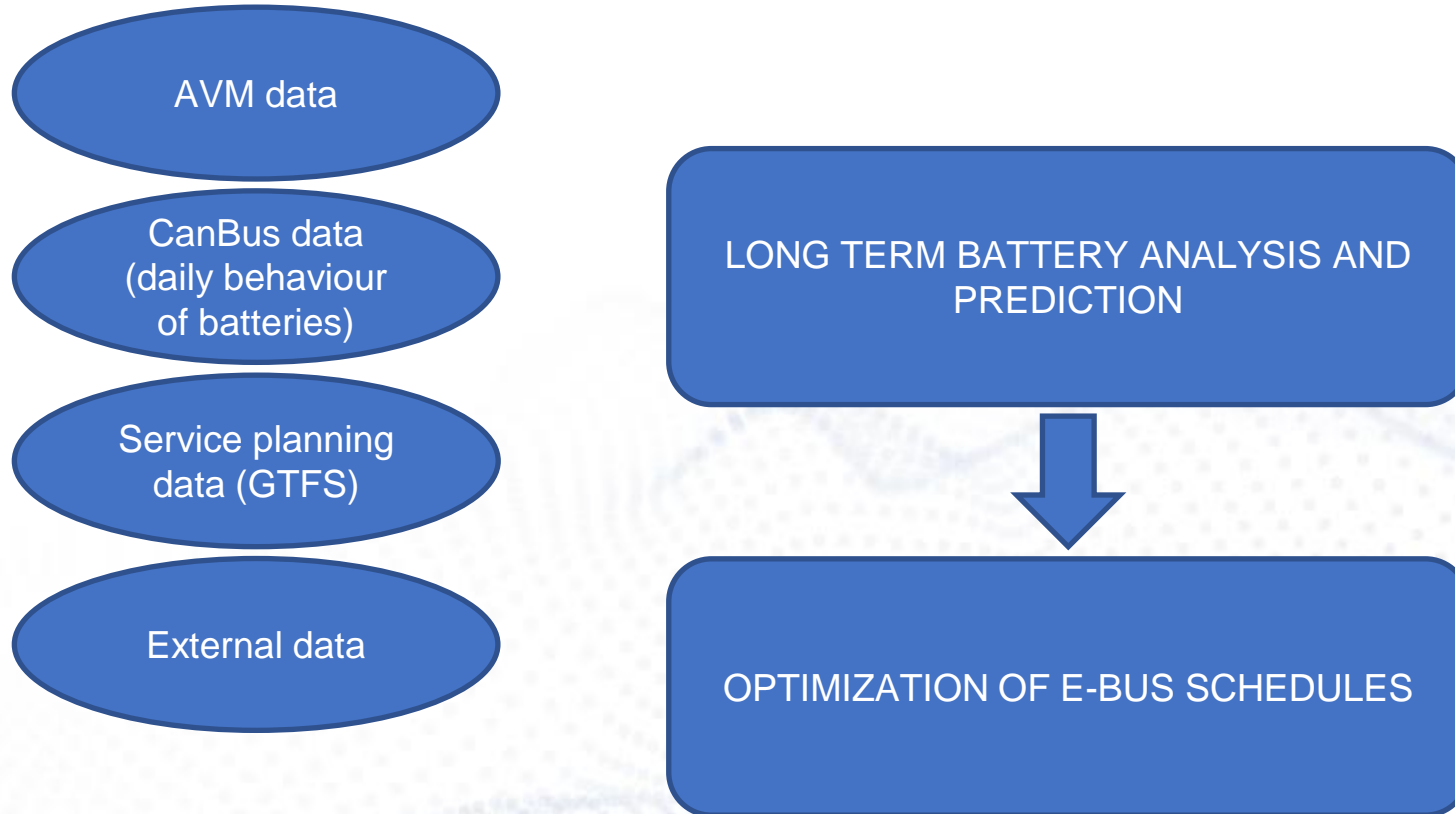 AVM data
CanBus data
(daily behaviour
of batteries)
Service planning
data (GTFS)
External data
LONG TERM BATTERY ANALYSIS AND
PREDICTION
OPTIMIZATION OF E-BUS SCHEDULES